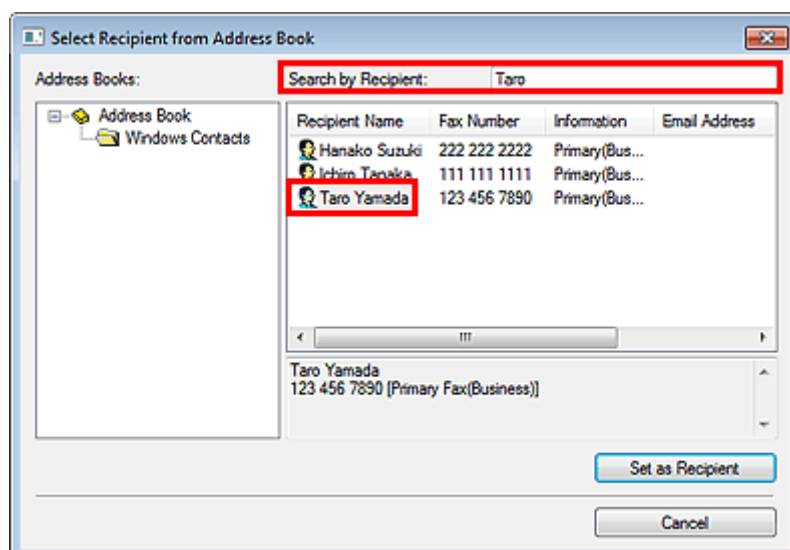 Select Recipient from Address Book
Address Books:
Search by Recipient: Taro
Address Book
Windows Contacts
Recipient Name Fax Number Information Email Address
Hanako Suzuki 222 222 2222 Primary(Bus...
Ichiro Tanaka 111 111 1111 Primary(Bus...
Taro Yamada 123 456 7890 Primary(Bus...
Taro Yamada
123 456 7890 [Primary Fax(Business)]
Set as Recipient
Cancel